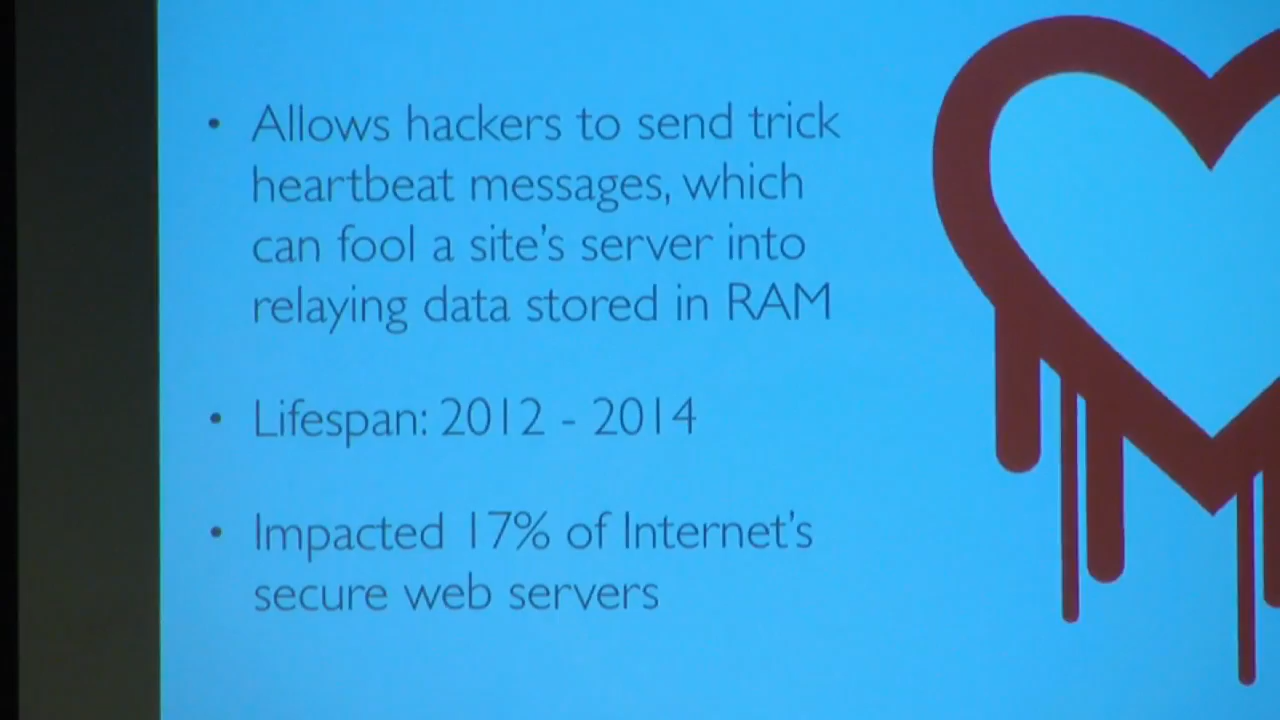 • Allows hackers to send trick
heartbeat messages, which
can fool a site's server into
relaying data stored in RAM
• Lifespan: 2012 - 2014
• Impacted 17% of Internet's
secure web servers